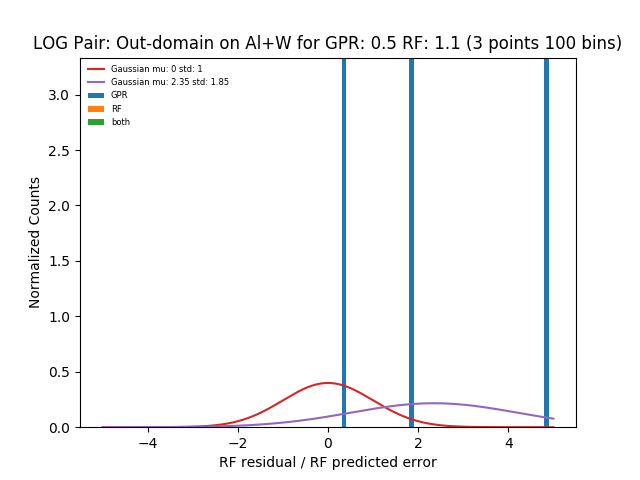 LOG Pair: Out-domain on Al+W for GPR: 0.5 RF: 1.1 (3 points 100 bins)
Gaussian mu: 0 std: 1
Gaussian mu: 2.35 std: 1.85
GPR
RF
both
Normalized Counts
3.0
2.5
2.0
1.5
1.0
0.5
0.0
−4 −2 0 2 4
RF residual / RF predicted error